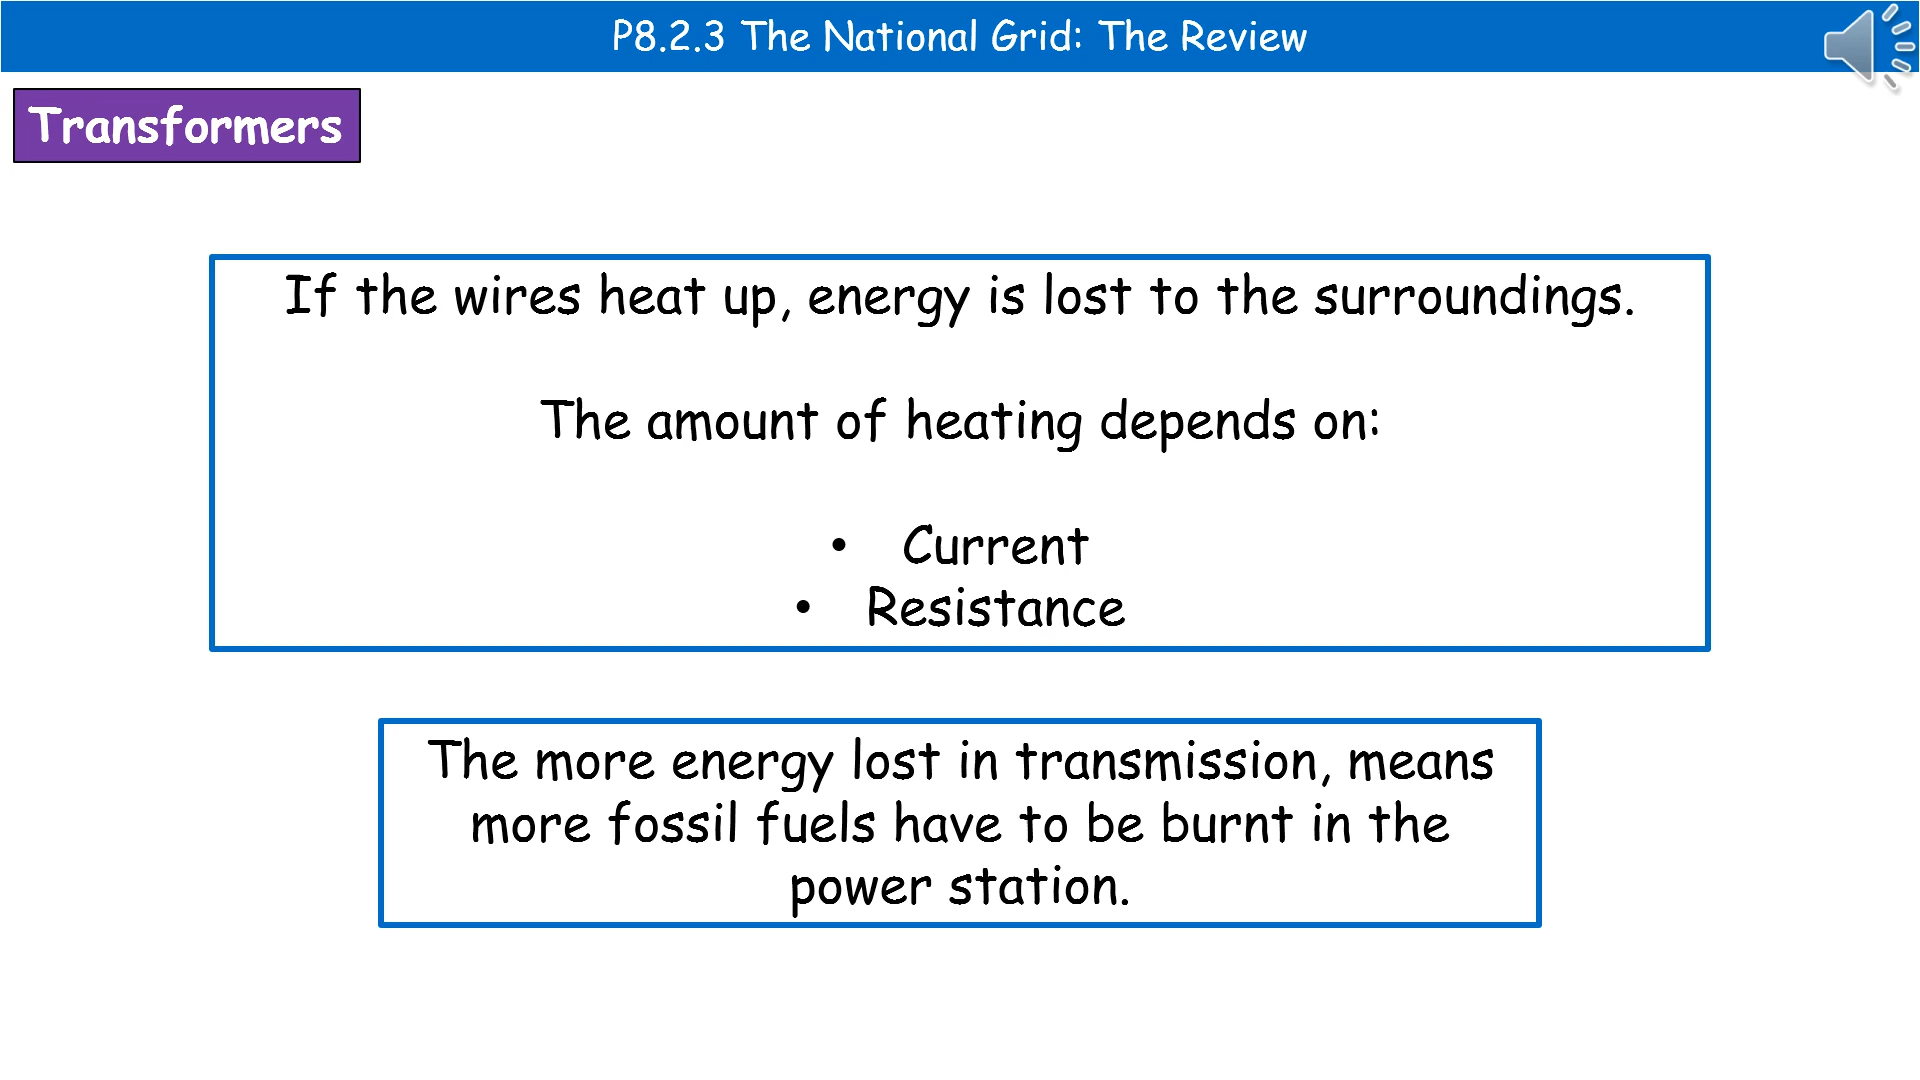 P8.2.3 The National Grid: The Review
Transformers
If the wires heat up, energy is lost to the surroundings.
The amount of heating depends on:
• Current
• Resistance
The more energy lost in transmission, means
more fossil fuels have to be burnt in the
power station.